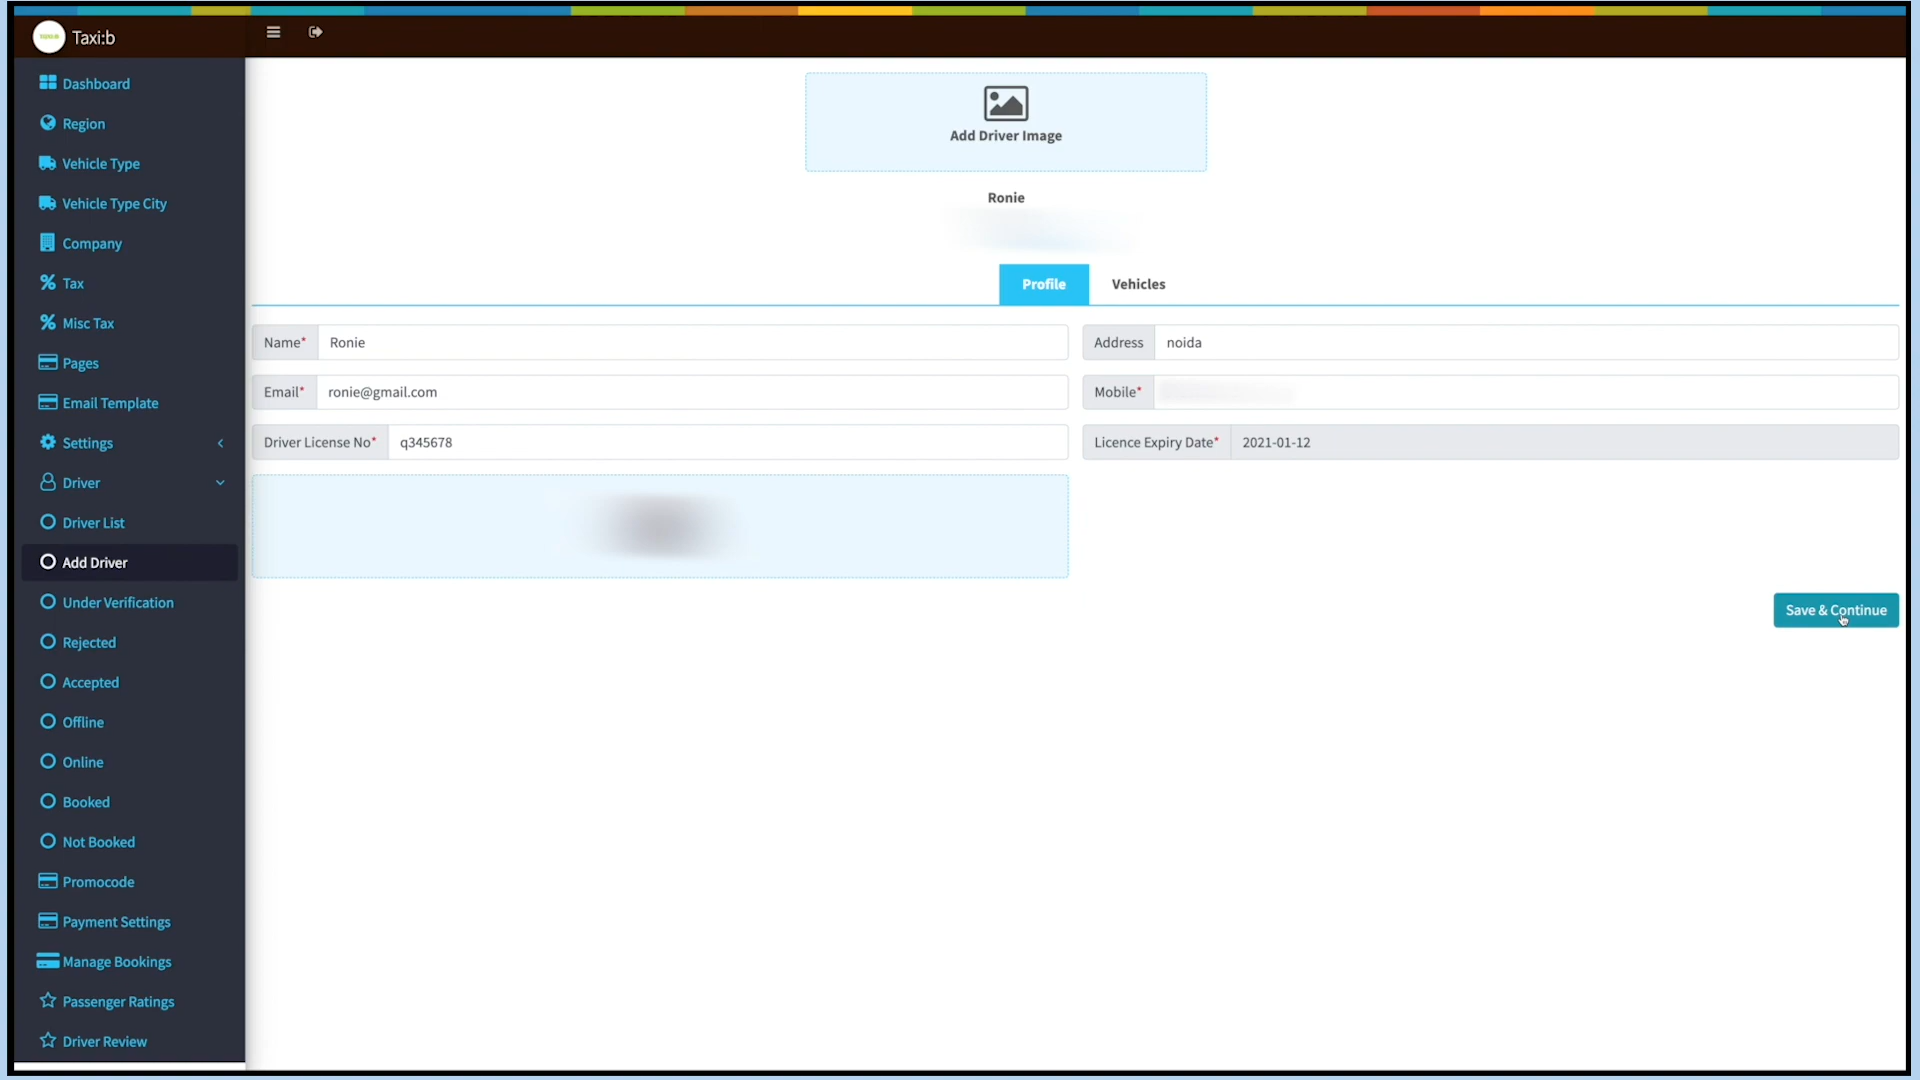 Taxi:b
Dashboard
Region
Vehicle Type
Vehicle Type City
Company
Tax
Misc Tax
Pages
Email Template
Settings
Driver
Driver List
Add Driver
Under Verification
Rejected
Accepted
Offline
Online
Booked
Not Booked
Promocode
Payment Settings
Manage Bookings
Passenger Ratings
Driver Review
Add Driver Image
Ronie
Profile
Vehicles
Name* Ronie
Address noida
Email* ronie@gmail.com
Mobile*
Driver License No* q345678
Licence Expiry Date* 2021-01-12
Save & Continue